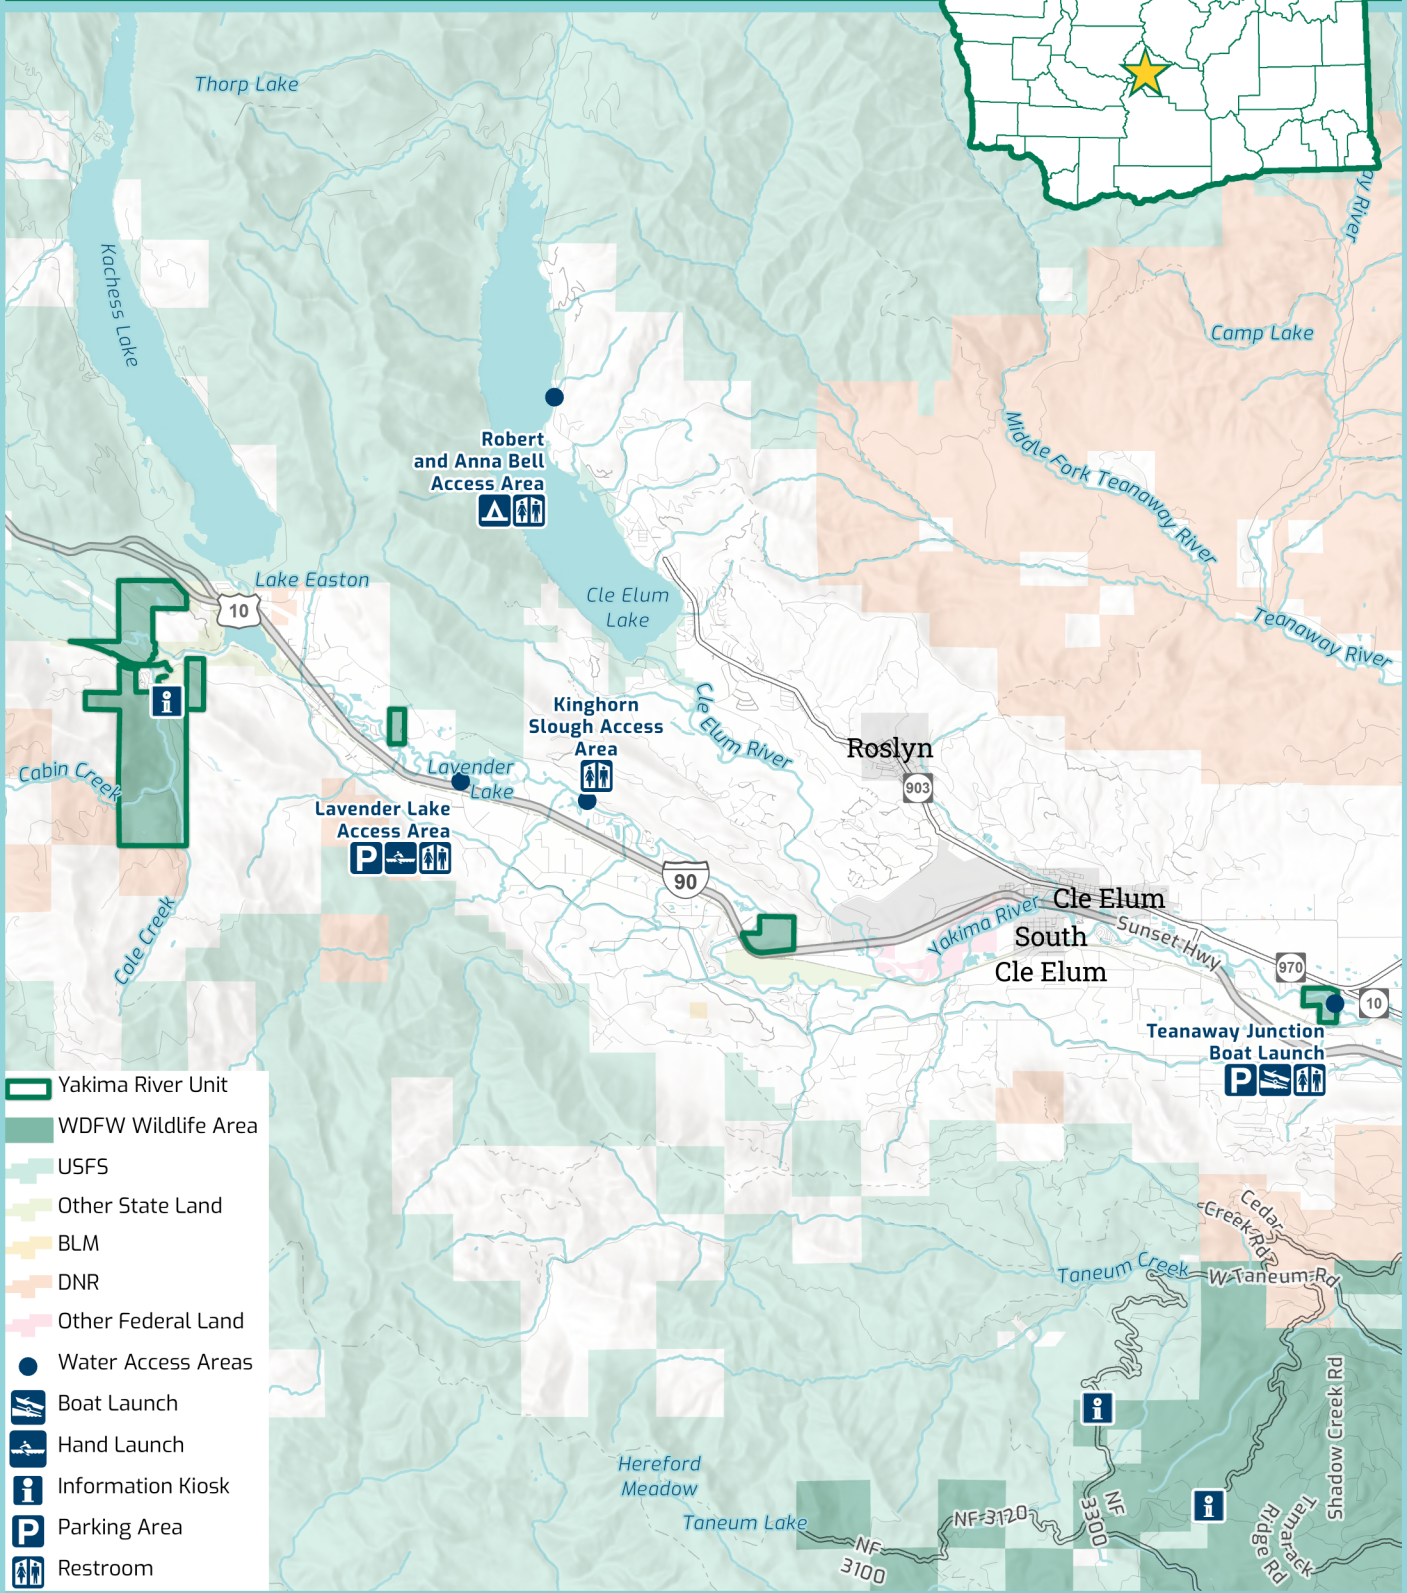 Thorp Lake
Kachess Lake
ay River
Camp Lake
Middle Fork Teanaway River
Robert
and Anna Bell
Access Area
Lake Easton
10
Cle Elum
Lake
Teanaway River
Kinghorn
Slough Access
Area
Cle Elum River
Roslyn
903
Cabin Creek
Lavender
Lake
Lavender Lake
Access Area
P
90
Cle Elum
Yakima River
South
Cle Elum
Sunset Hwy
Cole Creek
970
10
Teanaway Junction
Boat Launch
P
Yakima River Unit
WDFW Wildlife Area
USFS
Other State Land
BLM
DNR
Other Federal Land
Water Access Areas
Boat Launch
Hand Launch
i
Information Kiosk
P
Parking Area
Restroom
Cedar
Creek Rd
Taneum Creek
W Taneum Rd
Shadow Creek Rd
i
i
i
Hereford
Meadow
Taneum Lake
NF-3120
NF
3300
NF-
3100
Tamarack
Ridge Rd